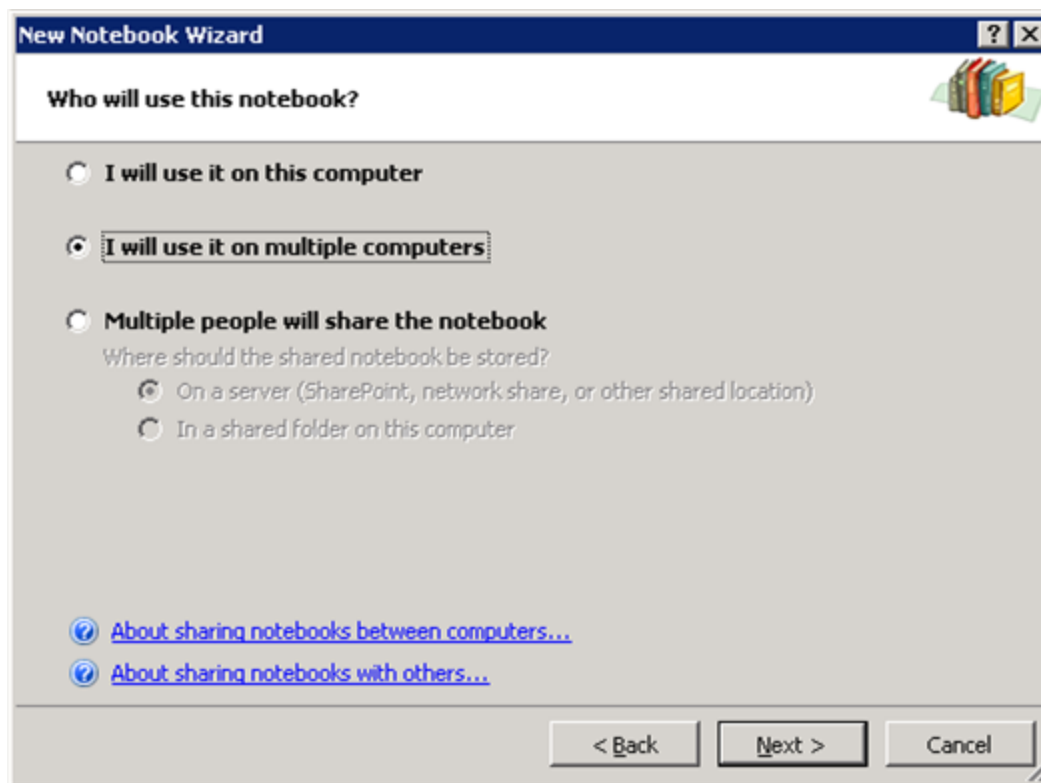 New Notebook Wizard
Who will use this notebook?
I will use it on this computer
I will use it on multiple computers
Multiple people will share the notebook
Where should the shared notebook be stored?
On a server (SharePoint, network share, or other shared location)
In a shared folder on this computer
About sharing notebooks between computers...
About sharing notebooks with others...
< Back Next > Cancel